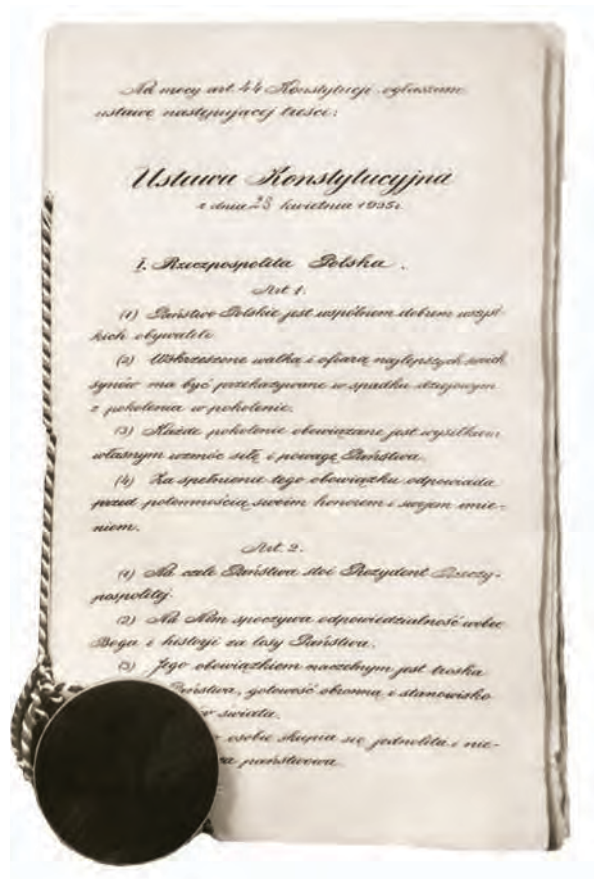 Na mocy art. 44 Konstytucji ogłaszam
ustawę następującej treści:
Ustawa Konstytucyjna
z dnia 23 kwietnia 1935r.
I. Rzeczpospolita Polska.
Art. 1.
(1) Państwo Polskie jest wspólnem dobrem wszyst-
kich obywateli.
(2) Wskrzeszone walką i ofiarą najlepszych swoich
synów ma być przekazywane w spadku dziejowym
z pokolenia w pokolenie.
(3) Każde pokolenie obowiązane jest wysiłkiem
własnym wzmóc siłę i powagę Państwa.
(4) Za spełnienie tego obowiązku odpowiada
przed potomnością swoim honorem i swojem imie-
niem.
Art. 2.
(1) Na czele Państwa stoi Prezydent Rzeczy-
pospolitej.
(2) Na Nim spoczywa odpowiedzialność wobec
Boga i historji za losy Państwa.
(3) Jego obowiązkiem naczelnym jest troska
Państwa, gotowość obronna i stanowisko
świata.
osobie skupia się jednolita i nie-
państwowa.